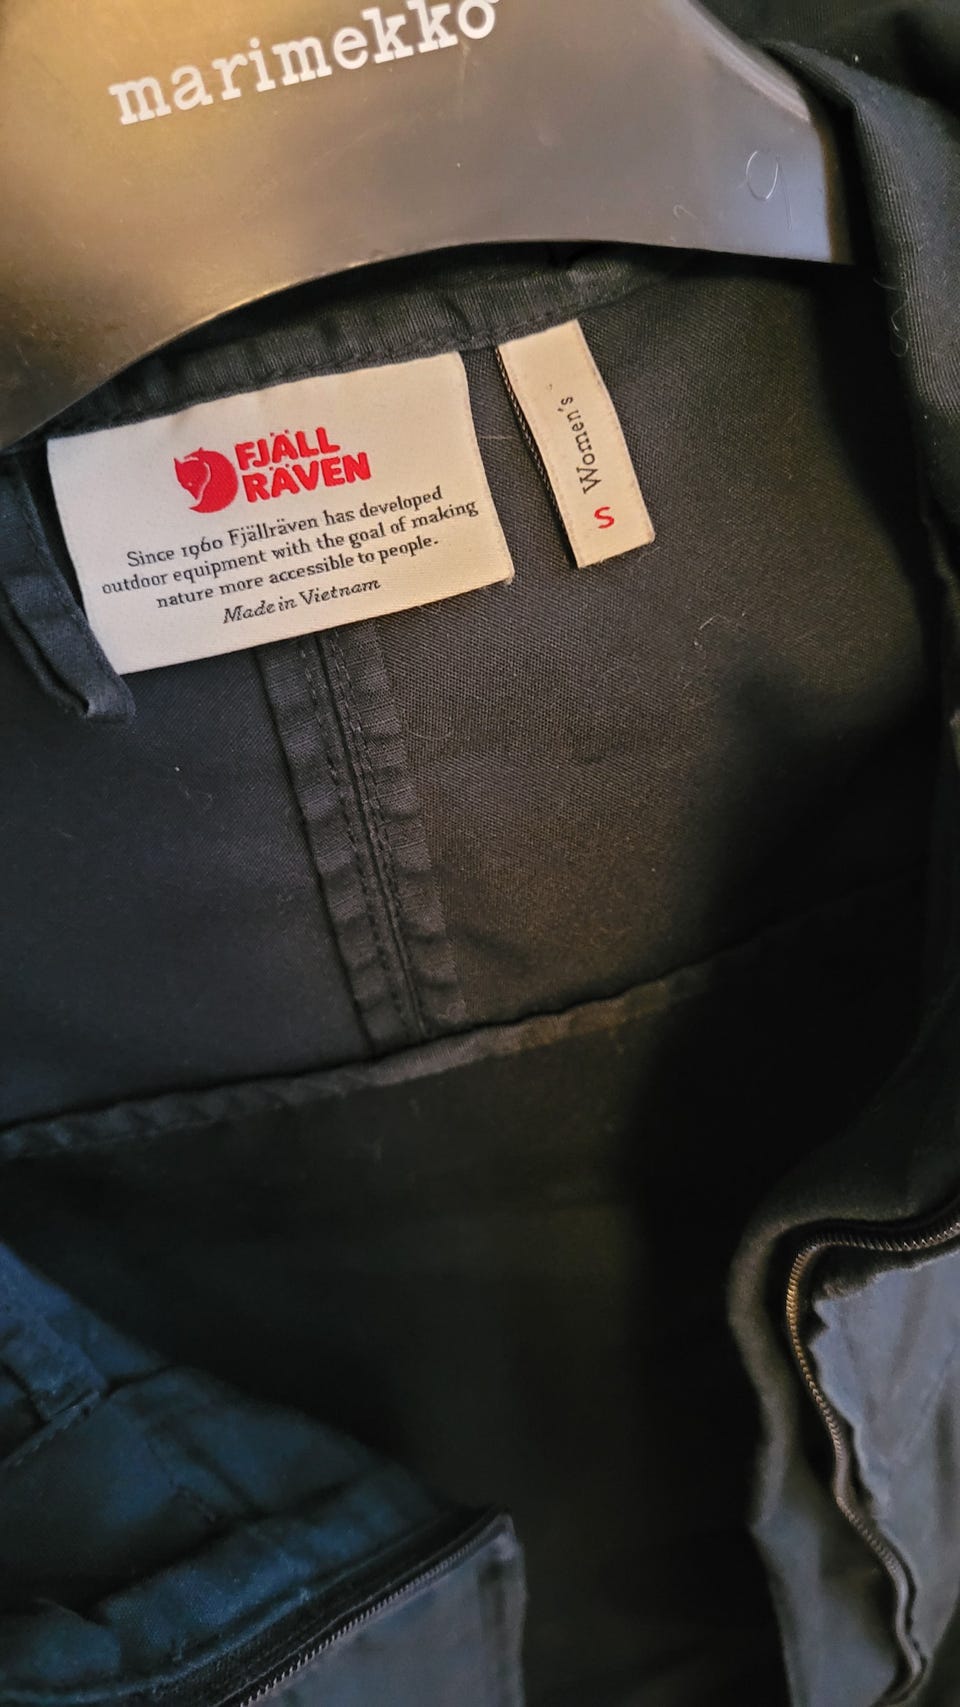 marimekko
FJÄLL
RÄVEN
Since 1960 Fjällräven has developed
outdoor equipment with the goal of making
nature more accessible to people.
Made in Vietnam
Women's
S